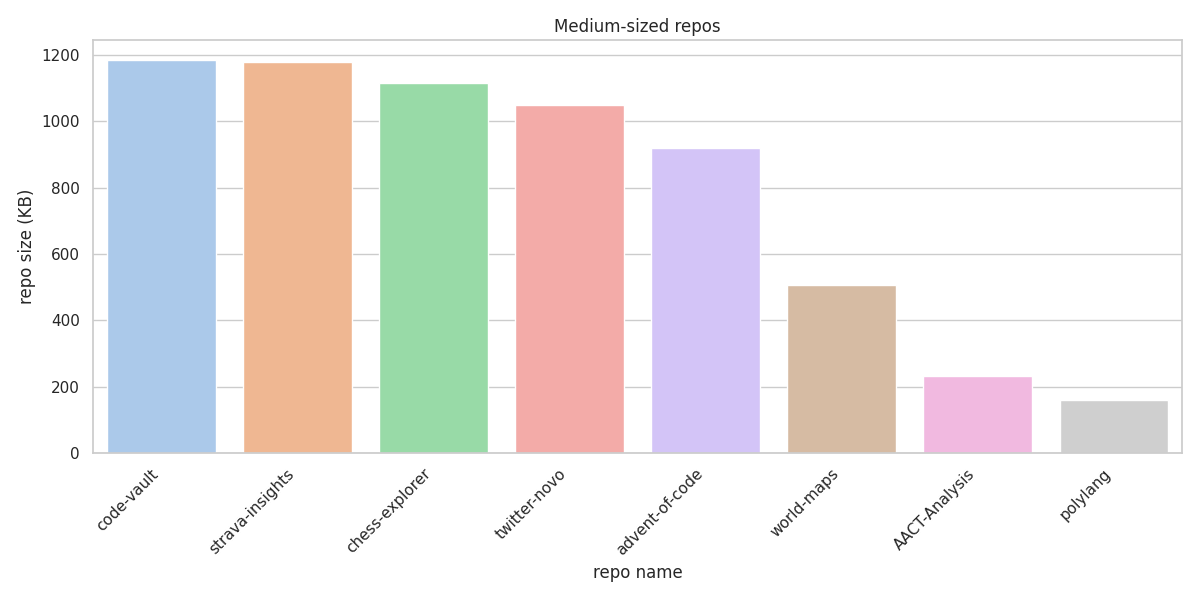 Medium-sized repos
repo size (KB)
1200
1000
800
600
400
200
0
code-vault
strava-insights
chess-explorer
twitter-novo
advent-of-code
world-maps
AACT-Analysis
polylang
repo name